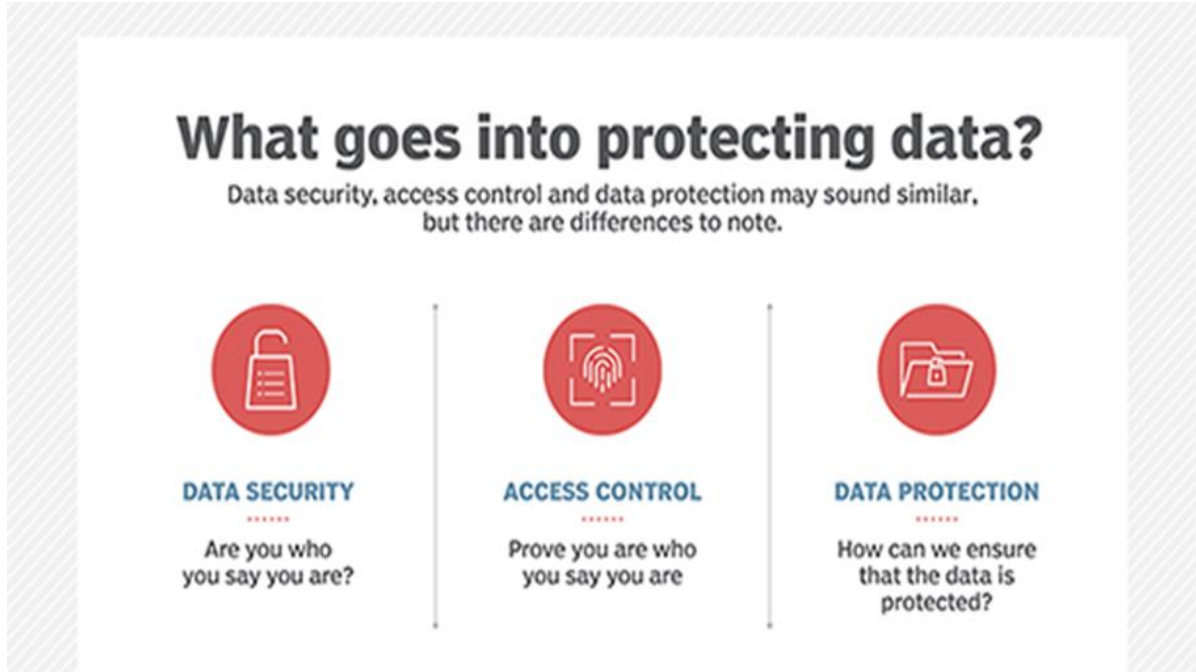 What goes into protecting data?
Data security, access control and data protection may sound similar,
but there are differences to note.
DATA SECURITY
Are you who
you say you are?
ACCESS CONTROL
Prove you are who
you say you are
DATA PROTECTION
How can we ensure
that the data is
protected?